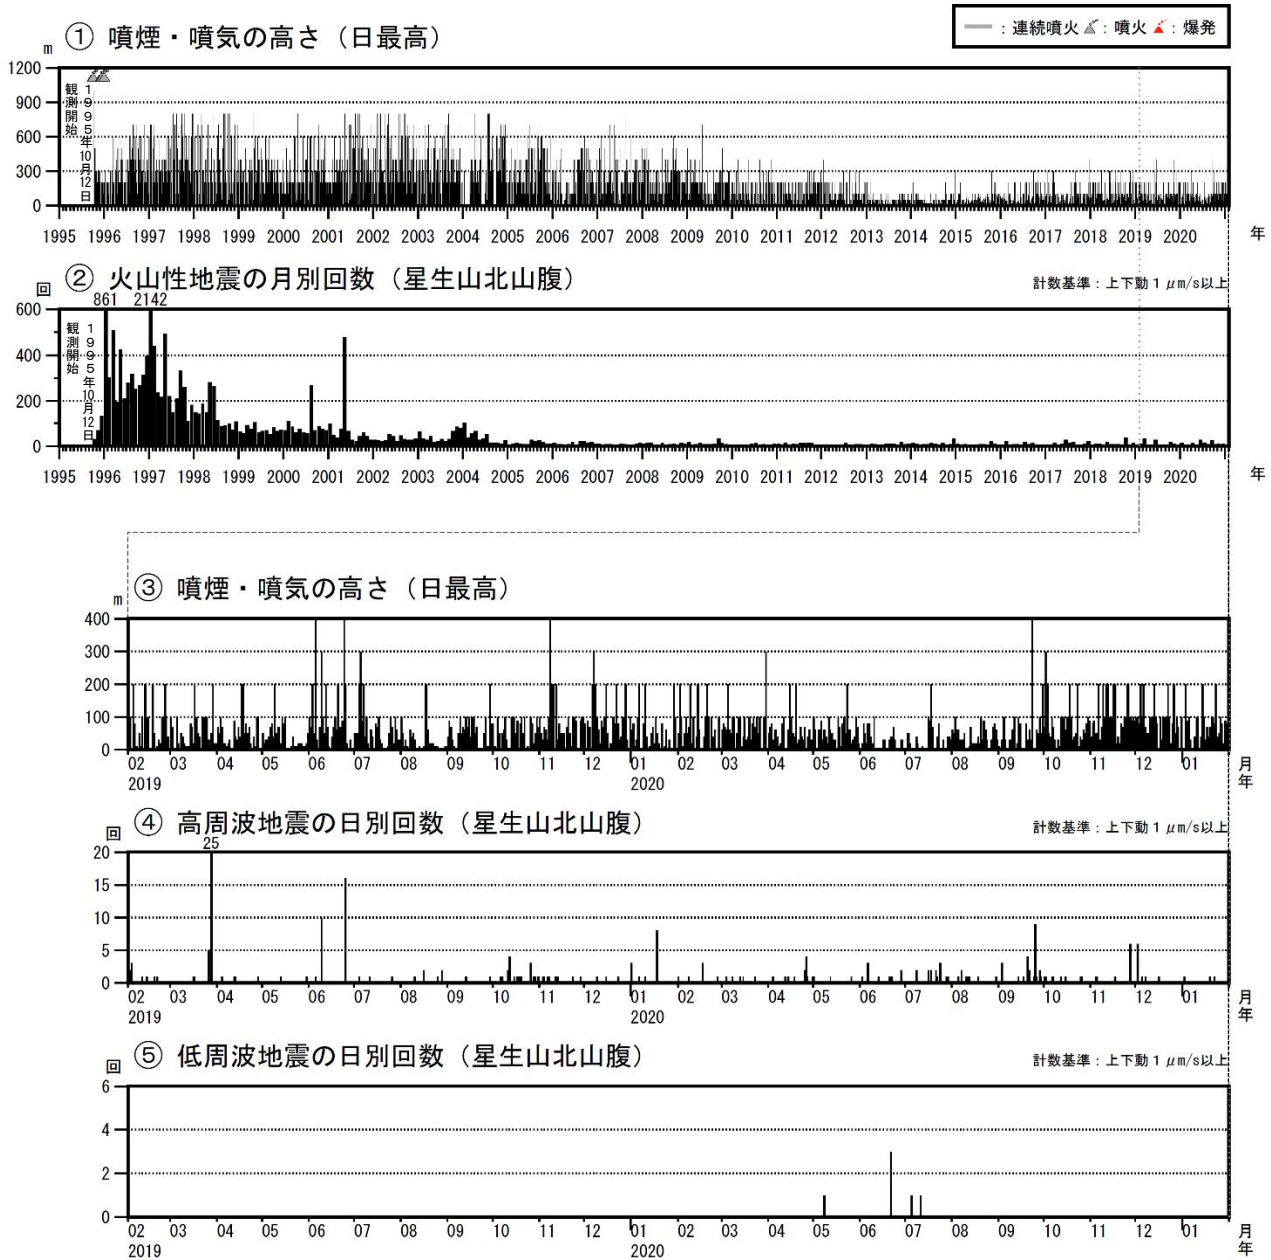 ― : 連続噴火 : 噴火 : 爆発
① 噴煙・噴気の高さ（日最高）
m
1200
900
600
300
0
観測開始
1995年10月12日
1995 1996 1997 1998 1999 2000 2001 2002 2003 2004 2005 2006 2007 2008 2009 2010 2011 2012 2013 2014 2015 2016 2017 2018 2019 2020 年
② 火山性地震の月別回数（星生山北山腹）
計数基準：上下動１μm/s以上
回
861 2142
600
400
200
0
観測開始
1995年10月12日
1995 1996 1997 1998 1999 2000 2001 2002 2003 2004 2005 2006 2007 2008 2009 2010 2011 2012 2013 2014 2015 2016 2017 2018 2019 2020 年
③ 噴煙・噴気の高さ（日最高）
m
400
300
200
100
0
02 03 04 05 06 07 08 09 10 11 12 01 02 03 04 05 06 07 08 09 10 11 12 01 月
2019 2020 年
④ 高周波地震の日別回数（星生山北山腹）
計数基準：上下動１μm/s以上
回
25
20
15
10
5
0
02 03 04 05 06 07 08 09 10 11 12 01 02 03 04 05 06 07 08 09 10 11 12 01 月
2019 2020 年
⑤ 低周波地震の日別回数（星生山北山腹）
計数基準：上下動１μm/s以上
回
6
4
2
0
02 03 04 05 06 07 08 09 10 11 12 01 02 03 04 05 06 07 08 09 10 11 12 01 月
2019 2020 年